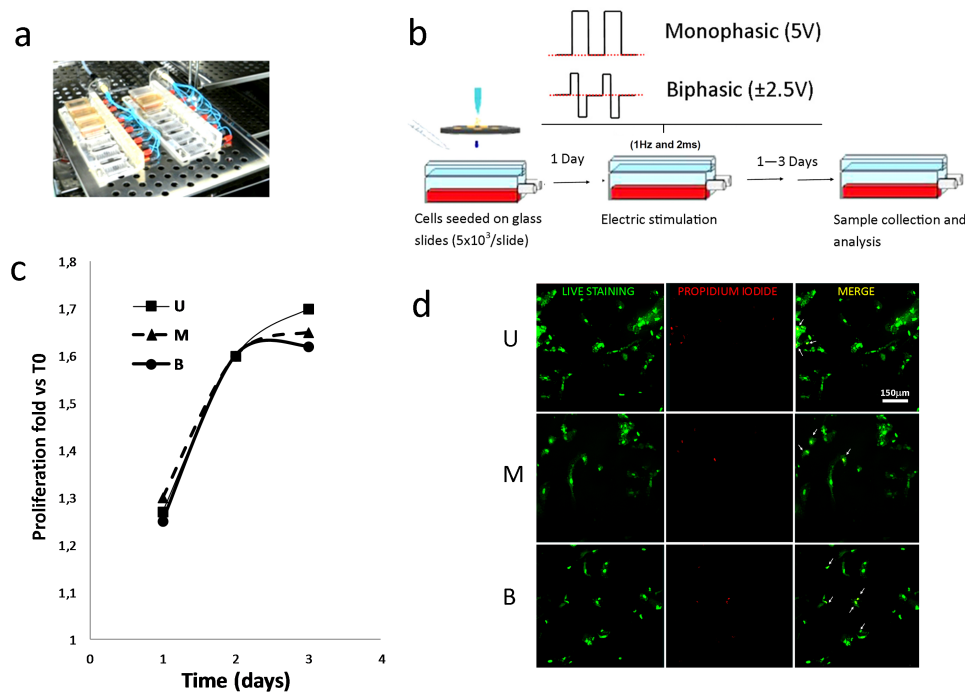 a
b
Monophasic (5V)
Biphasic (±2.5V)
(1Hz and 2ms)
1 Day
1—3 Days
Cells seeded on glass
slides (5x10³/slide)
Electric stimulation
Sample collection and
analysis
c
1,8
1,7
1,6
1,5
1,4
1,3
1,2
1,1
1
0
1
2
3
4
Proliferation fold vs T0
Time (days)
U
M
B
d
LIVE STAINING
PROPIDIUM IODIDE
MERGE
U
150μm
M
B